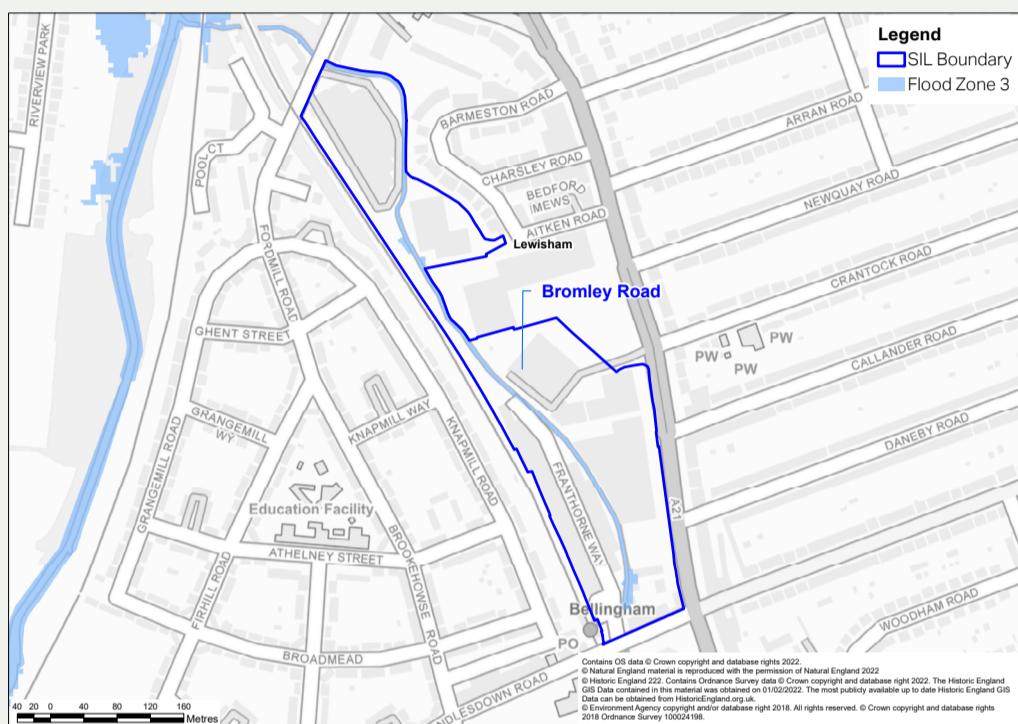 Legend
SIL Boundary
Flood Zone 3
RIVERVIEW PARK
POOL CT
BARMESTON ROAD
ARRAN ROAD
CHARSLEY ROAD
BEDFOR
MEWS
NEWQUAY ROAD
AITKEN ROAD
Lewisham
FORDMILL ROAD
CRANTOCK ROAD
Bromley Road
GHENT STREET
PW
PW
PW
CALLANDER ROAD
GRANGEMILL
WY
KNAPMILL WAY
KNAPMILL ROAD
DANEBY ROAD
GRANGEMILL ROAD
FRANTHORNE WAY
A21
Education Facility
ATHELNEY STREET
BROOKEHOWSE ROAD
FIRHILL ROAD
Bellingham
WOODHAM ROAD
PO
BROADMEAD
NDLESDOWN ROAD
Contains OS data © Crown copyright and database rights 2022.
© Natural England material is reproduced with the permission of Natural England 2022
© Historic England 222. Contains Ordnance Survey data © Crown copyright and database right 2022. The Historic England
GIS Data contained in this material was obtained on 01/02/2022. The most publicly available up to date Historic England GIS
Data can be obtained from HistoricEngland.org.uk.
© Environment Agency copyright and/or database right 2018. All rights reserved. © Crown copyright and database rights
2018 Ordnance Survey 100024198.
40 20 0 40 80 120 160
Metres